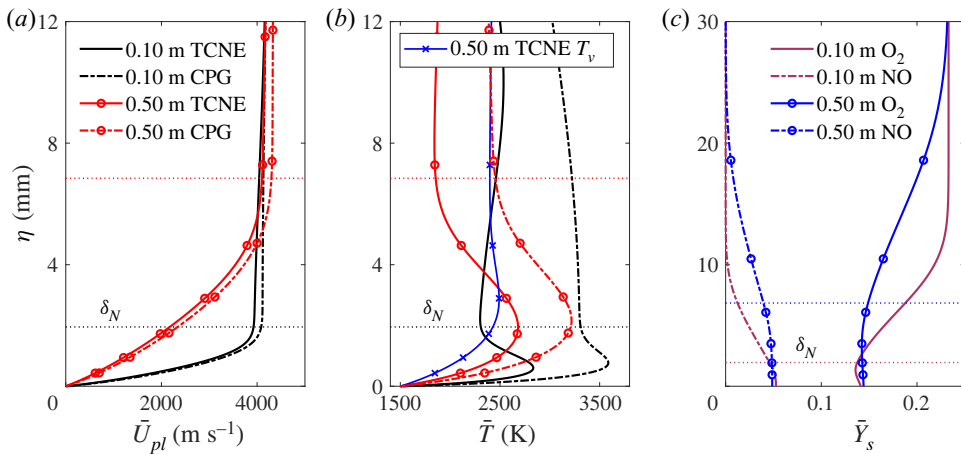 (a)
12
8
4
0
η (mm)
0.10 m TCNE
0.10 m CPG
0.50 m TCNE
0.50 m CPG
δ_N
0
2000
4000
Ū_pl (m s⁻¹)
(b)
12
8
4
0
0.50 m TCNE T_v
δ_N
1500
2500
3500
T̄ (K)
(c)
30
20
10
0.10 m O₂
0.10 m NO
0.50 m O₂
0.50 m NO
δ_N
0
0.1
0.2
Ȳ_s